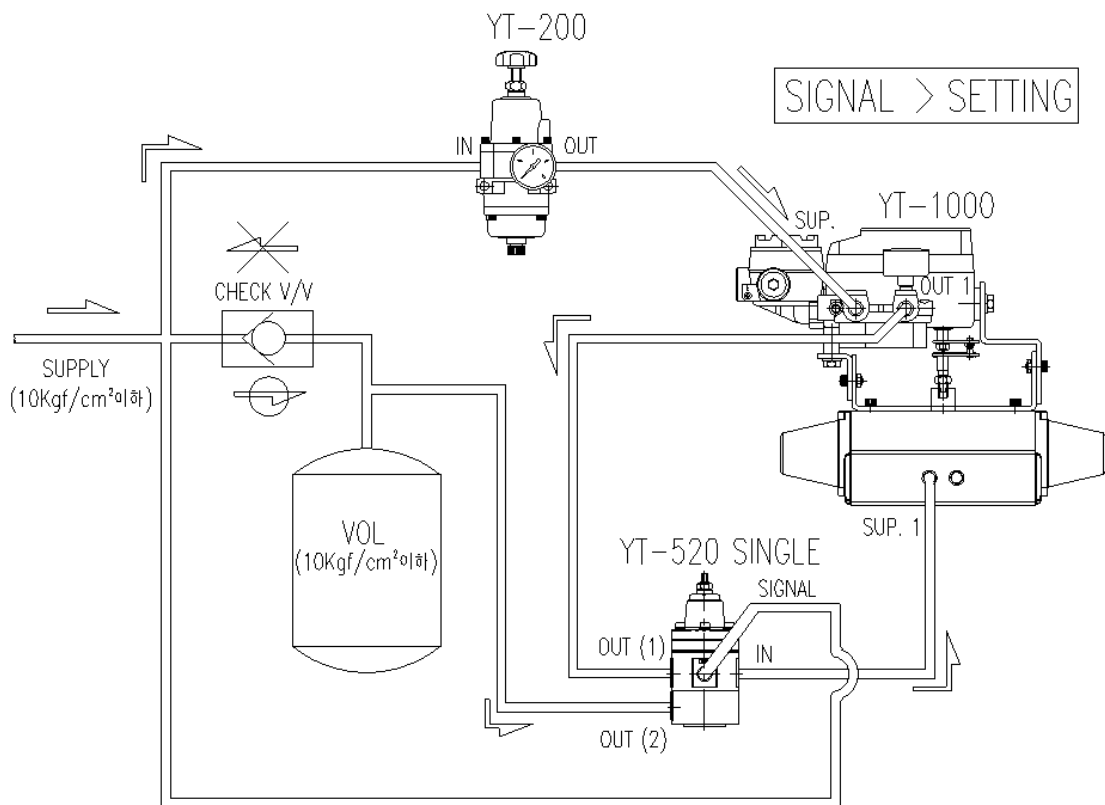 YT-200
SIGNAL > SETTING
IN
OUT
YT-1000
SUP.
OUT 1
CHECK V/V
SUPPLY
(10Kgf/cm²이하)
VOL
(10Kgf/cm²이하)
SUP. 1
YT-520 SINGLE
SIGNAL
OUT (1)
IN
OUT (2)